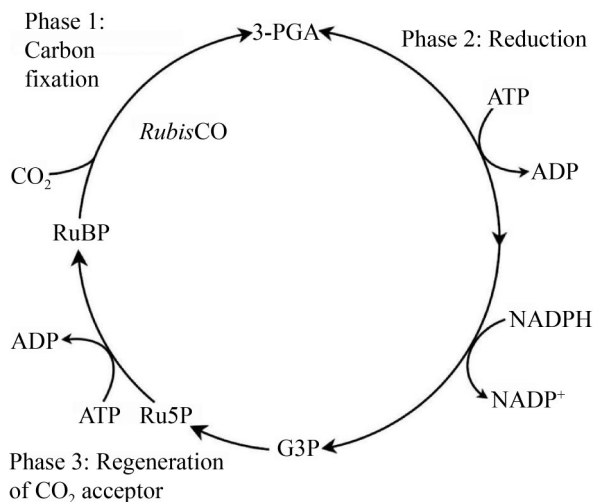 Phase 1:
Carbon
fixation
3-PGA
Phase 2: Reduction
ATP
RubisCO
CO₂
ADP
RuBP
NADPH
ADP
NADP⁺
ATP
Ru5P
G3P
Phase 3: Regeneration
of CO₂ acceptor